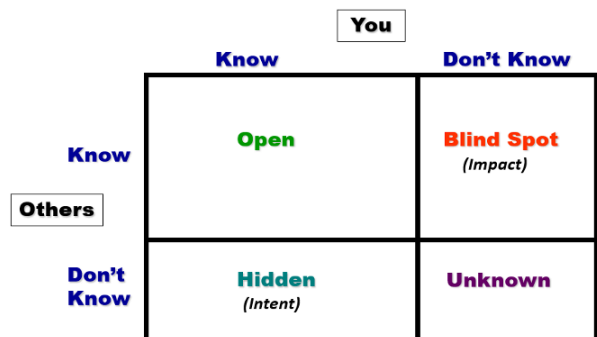 You
Know
Don't Know
Know
Open
Blind Spot
(Impact)
Others
Don't
Know
Hidden
(Intent)
Unknown